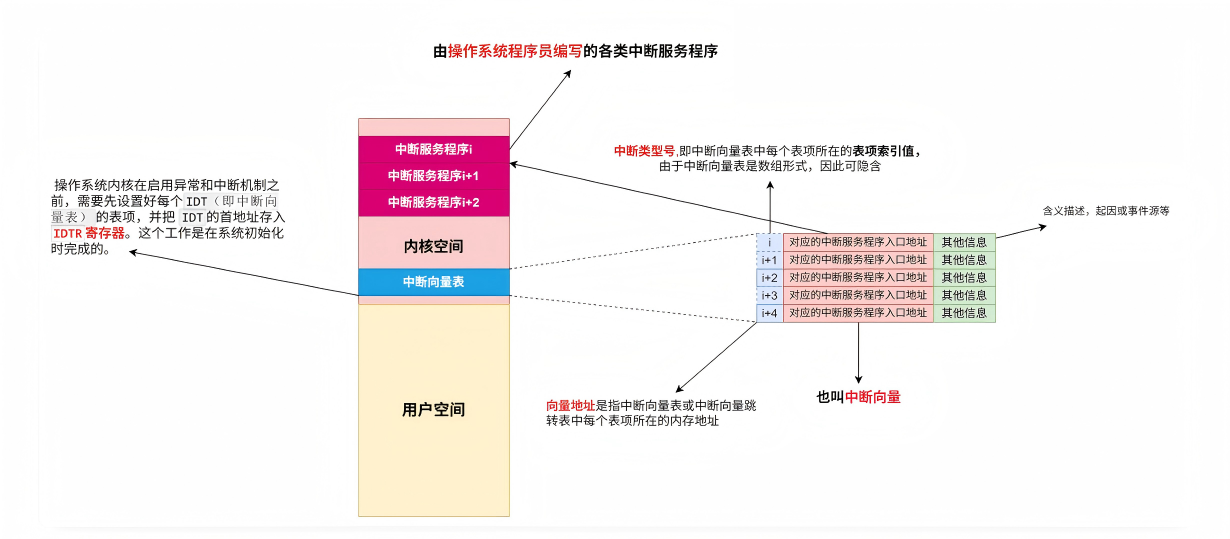 由操作系统程序员编写的各类中断服务程序
操作系统内核在启用异常和中断机制之
前，需要先设置好每个 IDT（即中断向
量表） 的表项，并把 IDT 的首地址存入
IDTR 寄存器。这个工作是在系统初始化
时完成的。
中断服务程序i
中断服务程序i+1
中断服务程序i+2
内核空间
中断向量表
用户空间
中断类型号,即中断向量表中每个表项所在的表项索引值，
由于中断向量表是数组形式，因此可隐含
含义描述，起因或事件源等
i 对应的中断服务程序入口地址 其他信息
i+1 对应的中断服务程序入口地址 其他信息
i+2 对应的中断服务程序入口地址 其他信息
i+3 对应的中断服务程序入口地址 其他信息
i+4 对应的中断服务程序入口地址 其他信息
向量地址是指中断向量表或中断向量跳
转表中每个表项所在的内存地址
也叫中断向量